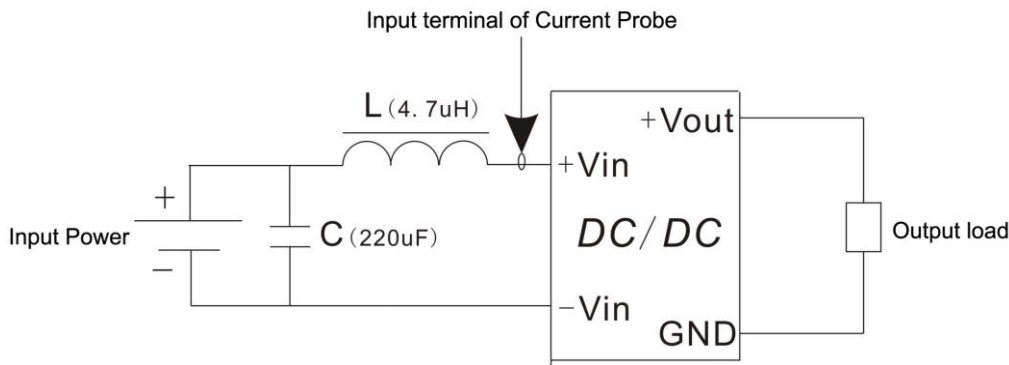 Input terminal of Current Probe
L(4.7uH)
+Vout
+
+Vin
Input Power
C(220uF)
DC/DC
Output load
−
−Vin
GND